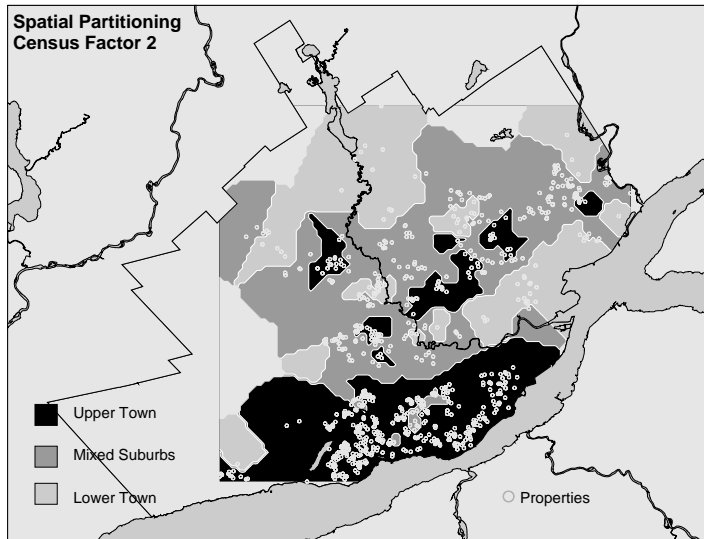 Spatial Partitioning
Census Factor 2
Upper Town
Mixed Suburbs
Lower Town
Properties